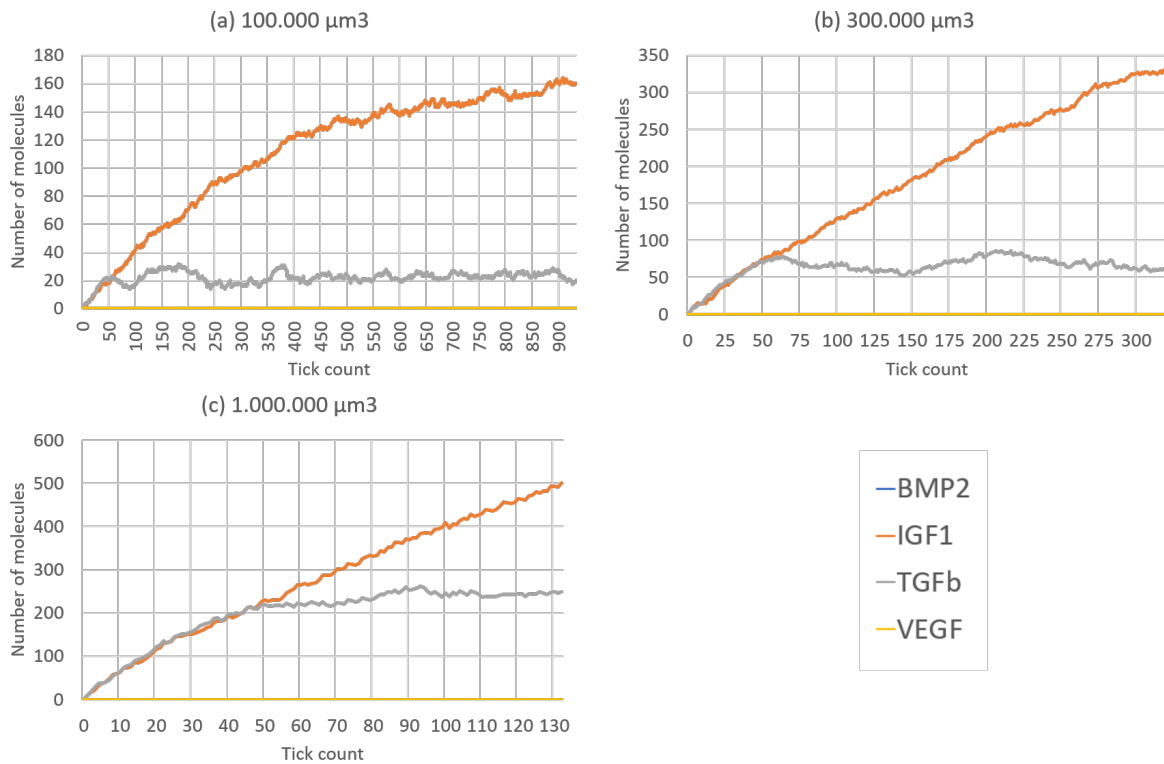 (a) 100.000 µm3
180
160
140
120
100
80
60
40
20
0
Number of molecules
0 50 100 150 200 250 300 350 400 450 500 550 600 650 700 750 800 850 900
Tick count
(b) 300.000 µm3
350
300
250
200
150
100
50
0
Number of molecules
0 25 50 75 100 125 150 175 200 225 250 275 300
Tick count
(c) 1.000.000 µm3
600
500
400
300
200
100
0
Number of molecules
0 10 20 30 40 50 60 70 80 90 100 110 120 130
Tick count
BMP2
IGF1
TGFb
VEGF